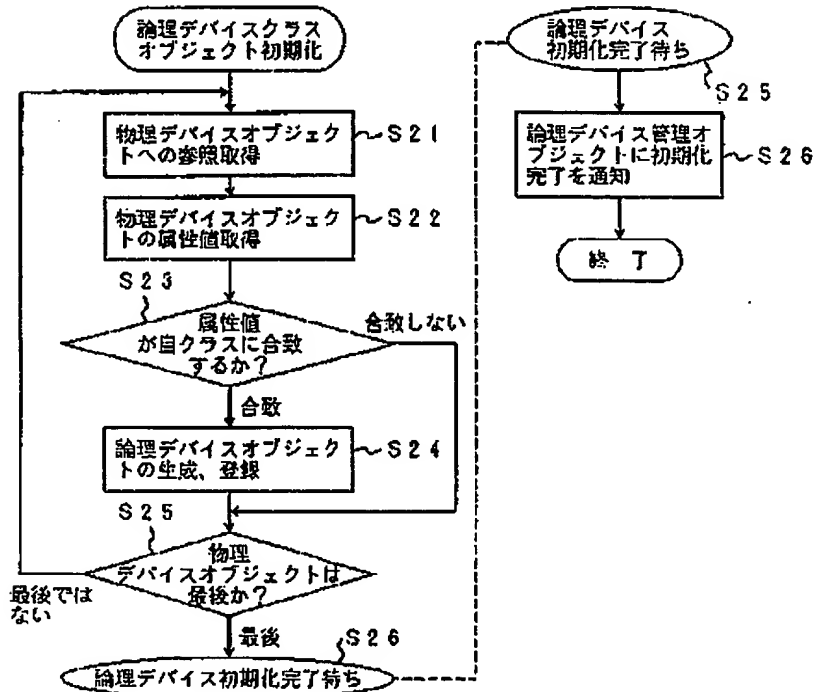 論理デバイスクラス
オブジェクト初期化
物理デバイスオブジェク
トへの参照取得
S21
物理デバイスオブジェク
トの属性値取得
S22
S23
属性値
が自クラスに合致
するか？
合致しない
合致
論理デバイスオブジェク
トの生成、登録
S24
S25
物理
デバイスオブジェクトは
最後か？
最後では
ない
最後
S26
論理デバイス初期化完了待ち
論理デバイス
初期化完了待ち
S25
論理デバイス管理オ
ブジェクトに初期化
完了を通知
S26
終了